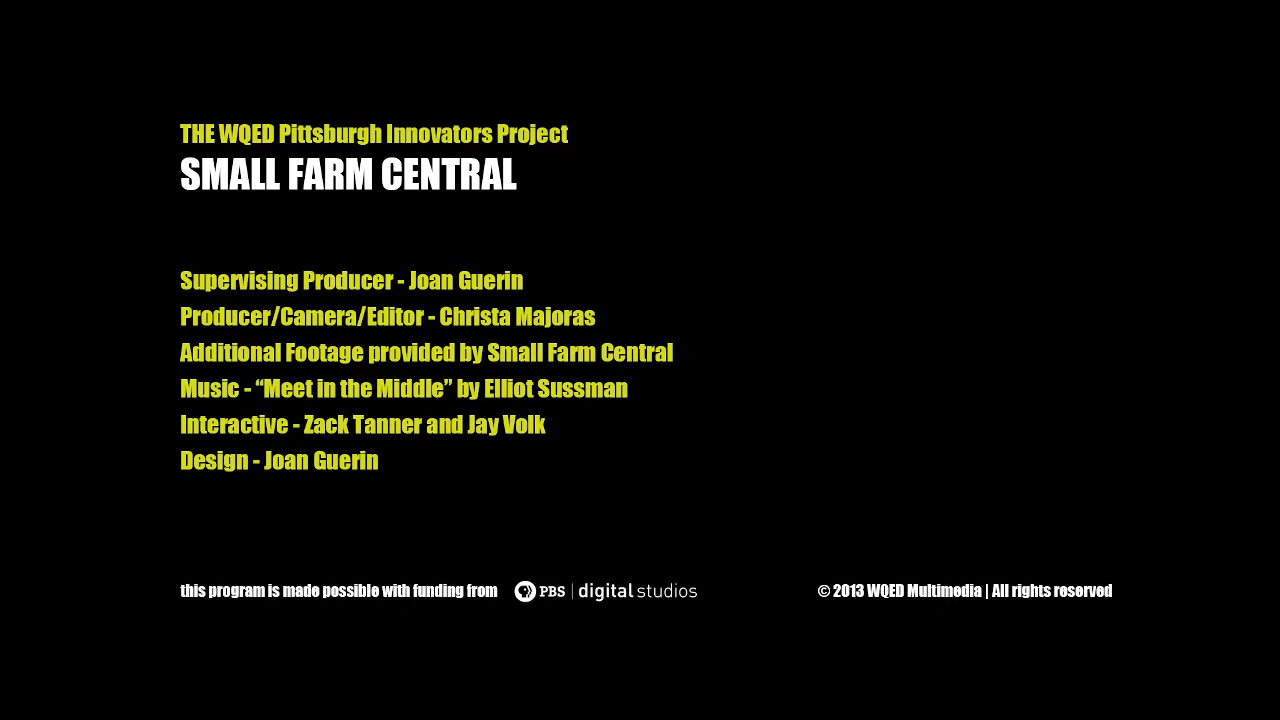 THE WQED Pittsburgh Innovators Project
SMALL FARM CENTRAL
Supervising Producer - Joan Guerin
Producer/Camera/Editor - Christa Majoras
Additional Footage provided by Small Farm Central
Music - “Meet in the Middle” by Elliot Sussman
Interactive - Zack Tanner and Jay Volk
Design - Joan Guerin
this program is made possible with funding from PBS | digital studios
© 2013 WQED Multimedia | All rights reserved